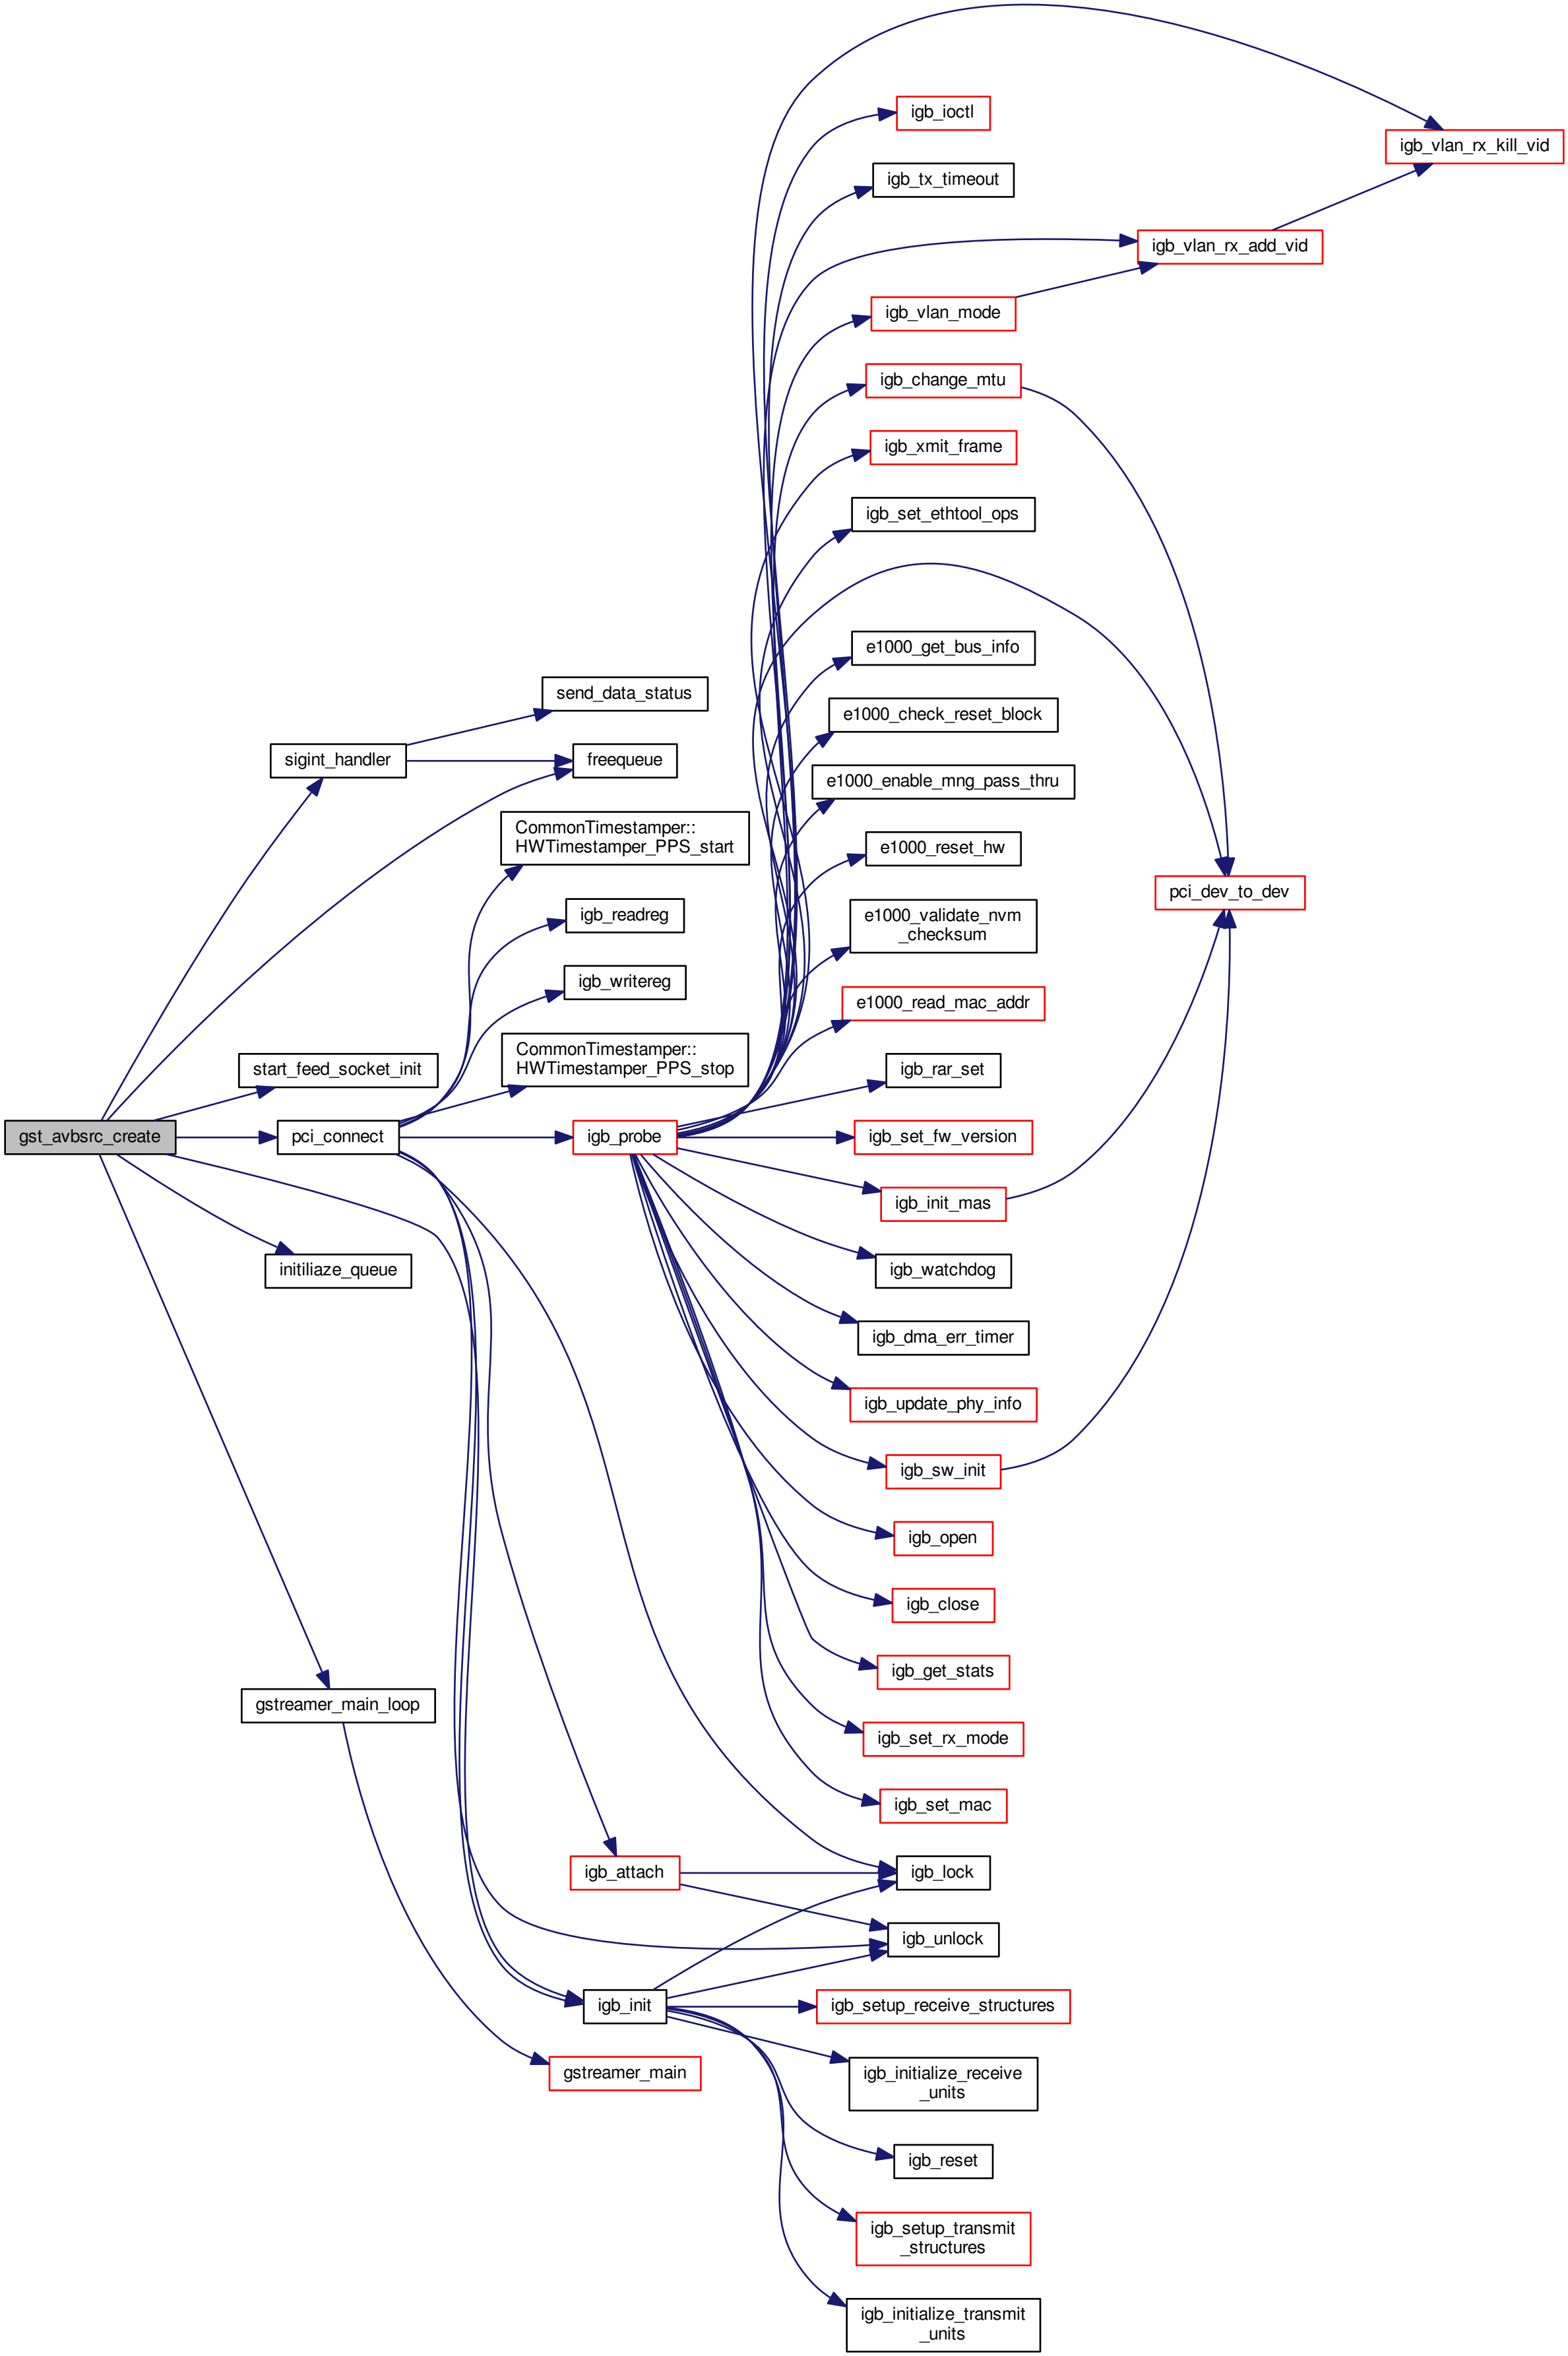 igb_ioctl
igb_vlan_rx_kill_vid
igb_tx_timeout
igb_vlan_rx_add_vid
igb_vlan_mode
igb_change_mtu
igb_xmit_frame
igb_set_ethtool_ops
e1000_get_bus_info
send_data_status
e1000_check_reset_block
sigint_handler
freequeue
e1000_enable_mng_pass_thru
CommonTimestamper::
HWTimestamper_PPS_start
e1000_reset_hw
pci_dev_to_dev
igb_readreg
e1000_validate_nvm
_checksum
igb_writereg
e1000_read_mac_addr
CommonTimestamper::
HWTimestamper_PPS_stop
start_feed_socket_init
igb_rar_set
gst_avbsrc_create
pci_connect
igb_probe
igb_set_fw_version
igb_init_mas
initiliaze_queue
igb_watchdog
igb_dma_err_timer
igb_update_phy_info
igb_sw_init
igb_open
igb_close
igb_get_stats
gstreamer_main_loop
igb_set_rx_mode
igb_set_mac
igb_attach
igb_lock
igb_unlock
igb_init
igb_setup_receive_structures
gstreamer_main
igb_initialize_receive
_units
igb_reset
igb_setup_transmit
_structures
igb_initialize_transmit
_units